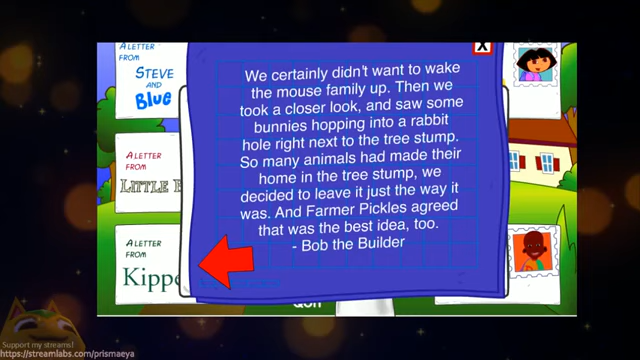 A LETTER
FROM
STEVE
AND
Blue
X
We certainly didn't want to wake
the mouse family up. Then we
took a closer look, and saw some
bunnies hopping into a rabbit
hole right next to the tree stump.
So many animals had made their
home in the tree stump, we
decided to leave it just the way it
was. And Farmer Pickles agreed
that was the best idea, too.
- Bob the Builder
A LETTER
FROM
LITTLE
A LETTER
FROM
Kippe
Support my streams!
https://streamlabs.com/prismaeya